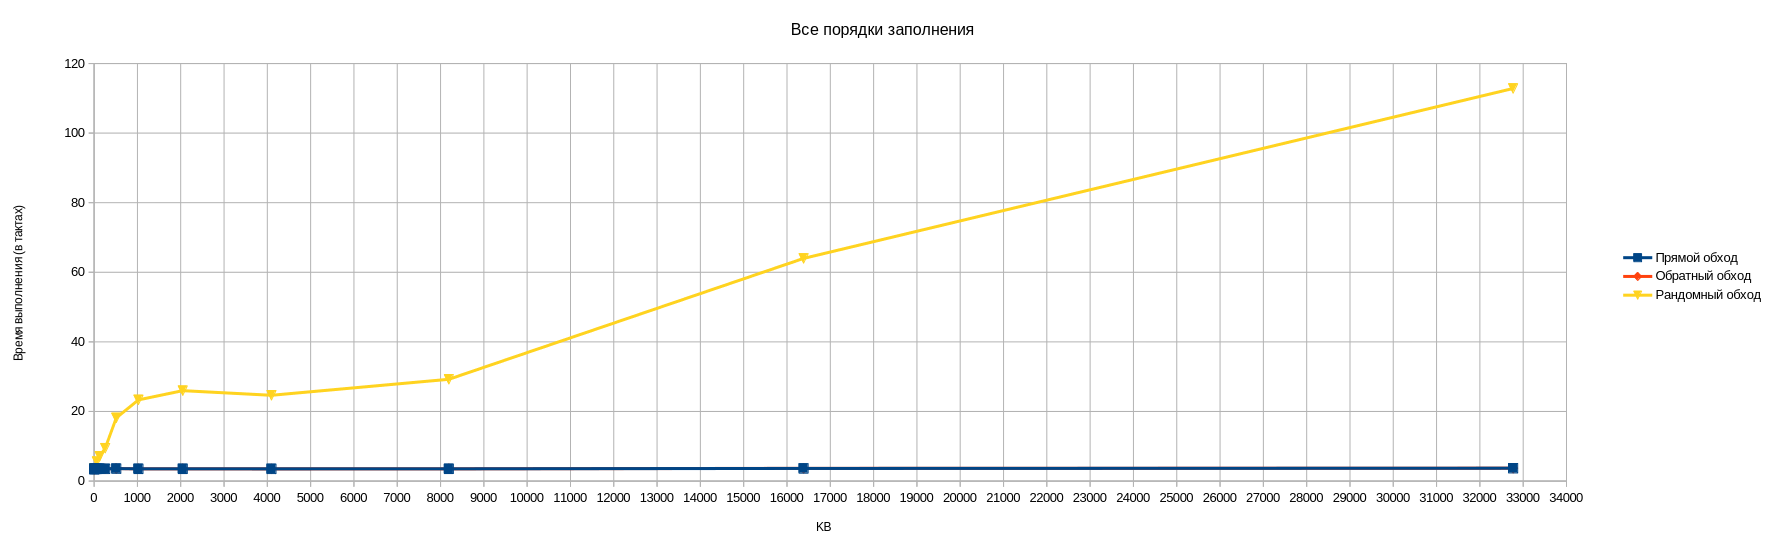 Все порядки заполнения
120
100
80
60
40
20
0
Время выполнения (в тактах)
0 1000 2000 3000 4000 5000 6000 7000 8000 9000 10000 11000 12000 13000 14000 15000 16000 17000 18000 19000 20000 21000 22000 23000 24000 25000 26000 27000 28000 29000 30000 31000 32000 33000 34000
КВ
Прямой обход
Обратный обход
Рандомный обход